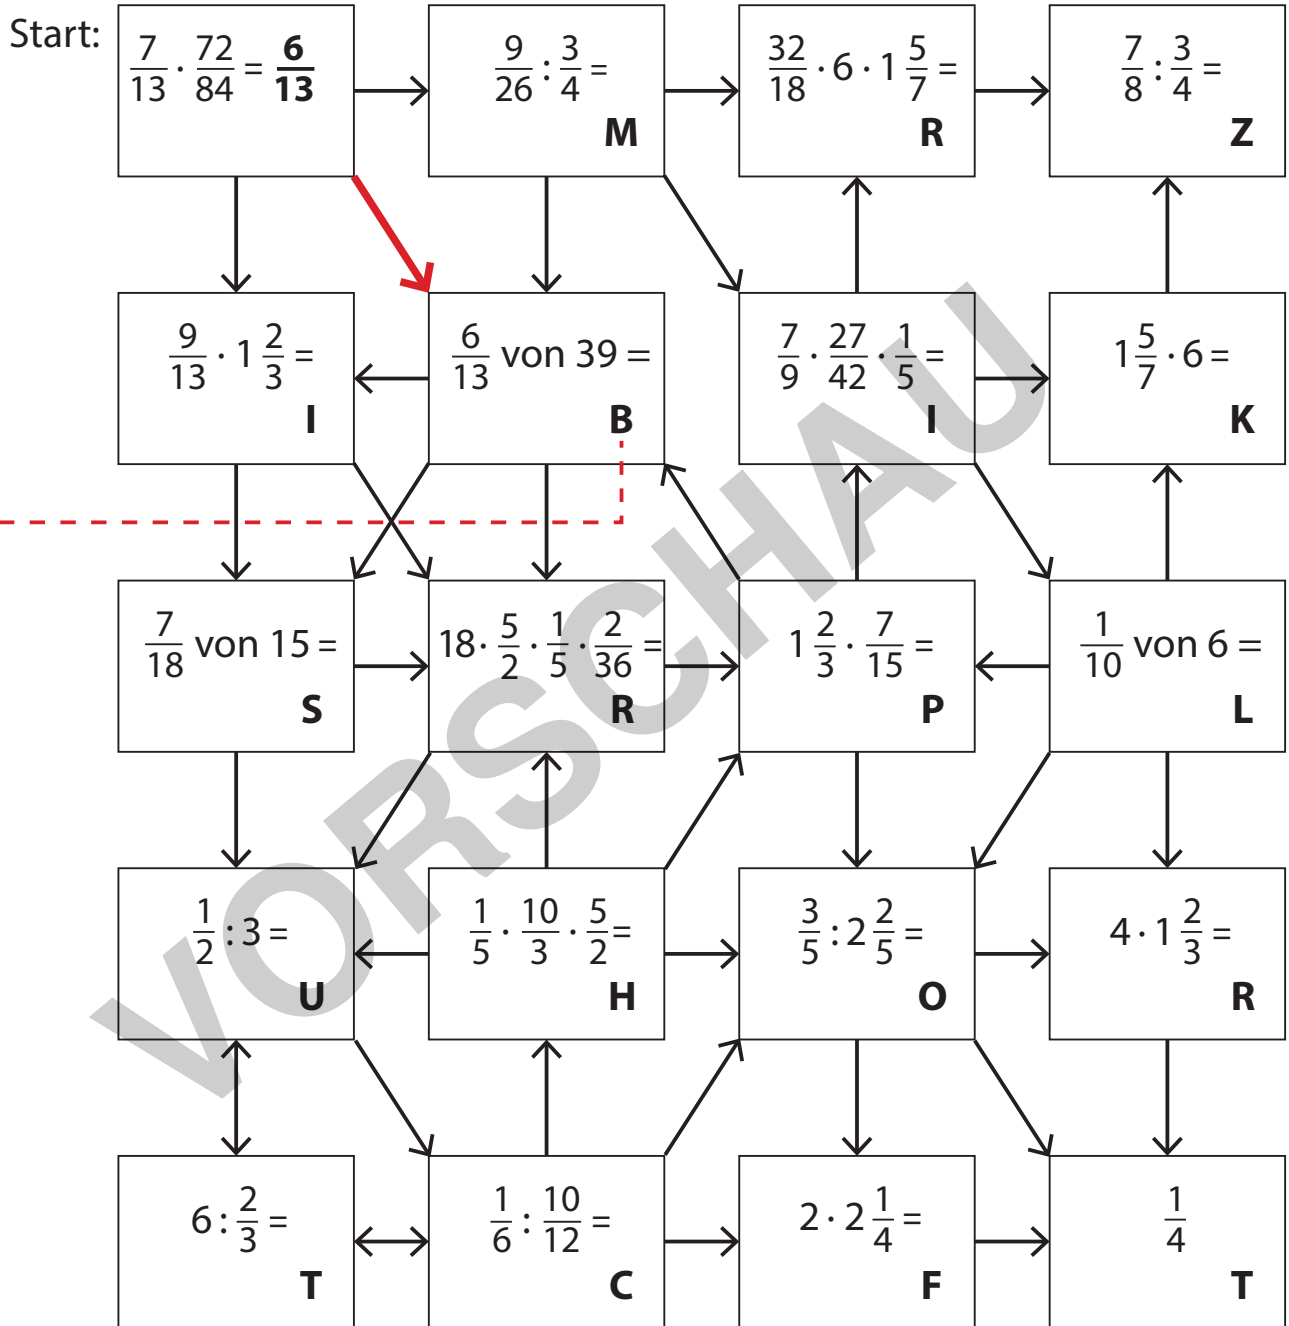 Start:
7/13 · 72/84 = 6/13
9/26 : 3/4 =
M
32/18 · 6 · 1 5/7 =
R
7/8 : 3/4 =
Z
9/13 · 1 2/3 =
I
6/13 von 39 =
B
7/9 · 27/42 · 1/5 =
I
1 5/7 · 6 =
K
7/18 von 15 =
S
18 · 5/2 · 1/5 · 2/36 =
R
1 2/3 · 7/15 =
P
1/10 von 6 =
L
1/2 : 3 =
U
1/5 · 10/3 · 5/2 =
H
3/5 : 2 2/5 =
O
4 · 1 2/3 =
R
6 : 2/3 =
T
1/6 : 10/12 =
C
2 · 2 1/4 =
F
1/4
T
VORSCHAU